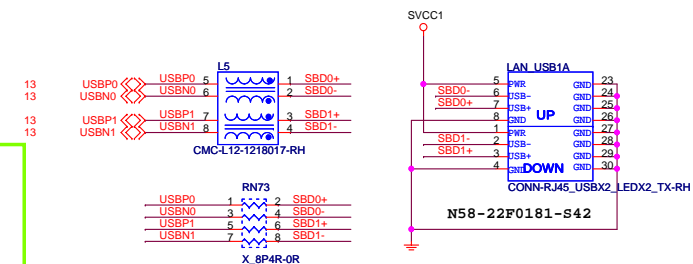 SVCC1
L5
LAN_USB1A
13 USBP0 USBP0 5 1 SBD0+
13 USBN0 USBN0 6 2 SBD0-
13 USBP1 USBP1 7 3 SBD1+
13 USBN1 USBN1 8 4 SBD1-
CMC-L12-1218017-RH
5 PWR GND 23
SBD0- 6 USB- GND 24
SBD0+ 7 USB+ GND 25
8 GND UP GND 26
1 PWR GND 27
SBD1- 2 USB- GND 28
SBD1+ 3 USB+ GND 29
4 GND DOWN GND 30
CONN-RJ45_USBX2_LEDX2_TX-RH
N58-22F0181-S42
RN73
USBP0 1 2 SBD0+
USBN0 3 4 SBD0-
USBP1 5 6 SBD1+
USBN1 7 8 SBD1-
X_8P4R-0R